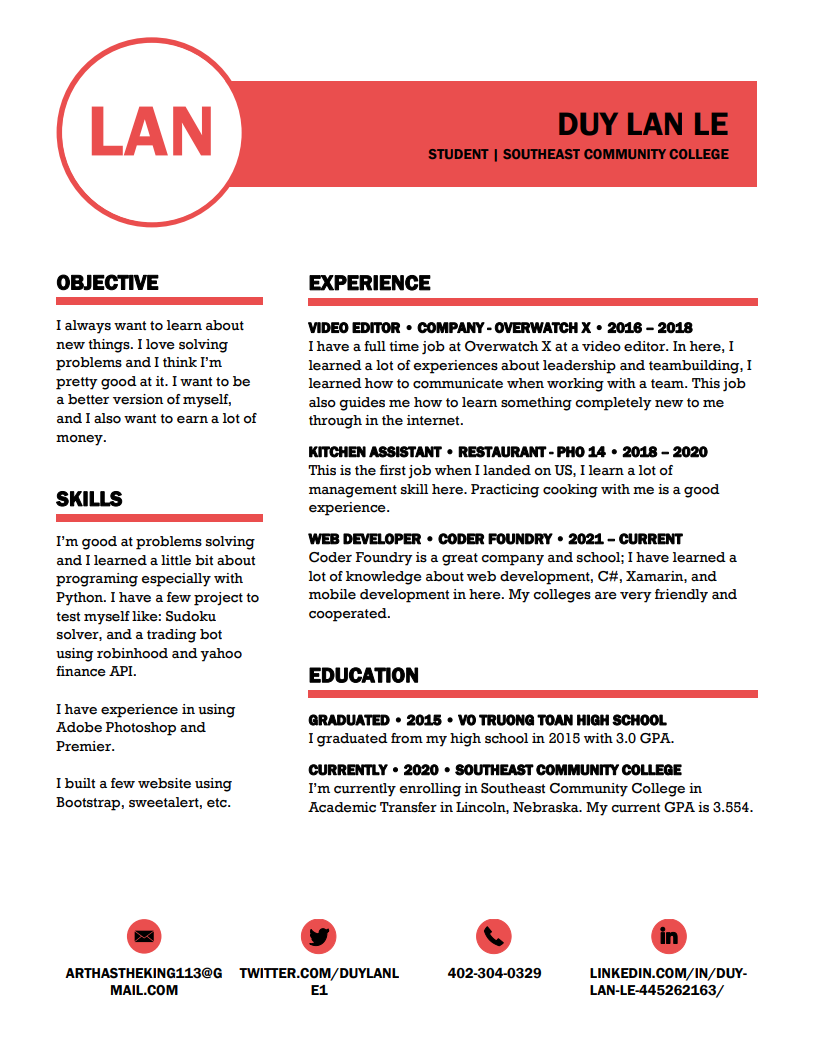 LAN
DUY LAN LE
STUDENT | SOUTHEAST COMMUNITY COLLEGE
OBJECTIVE
I always want to learn about
new things. I love solving
problems and I think I'm
pretty good at it. I want to be
a better version of myself,
and I also want to earn a lot of
money.
SKILLS
I'm good at problems solving
and I learned a little bit about
programing especially with
Python. I have a few project to
test myself like: Sudoku
solver, and a trading bot
using robinhood and yahoo
finance API.
I have experience in using
Adobe Photoshop and
Premier.
I built a few website using
Bootstrap, sweetalert, etc.
EXPERIENCE
VIDEO EDITOR • COMPANY - OVERWATCH X • 2016 – 2018
I have a full time job at Overwatch X at a video editor. In here, I
learned a lot of experiences about leadership and teambuilding, I
learned how to communicate when working with a team. This job
also guides me how to learn something completely new to me
through in the internet.
KITCHEN ASSISTANT • RESTAURANT - PHO 14 • 2018 – 2020
This is the first job when I landed on US, I learn a lot of
management skill here. Practicing cooking with me is a good
experience.
WEB DEVELOPER • CODER FOUNDRY • 2021 – CURRENT
Coder Foundry is a great company and school; I have learned a
lot of knowledge about web development, C#, Xamarin, and
mobile development in here. My colleges are very friendly and
cooperated.
EDUCATION
GRADUATED • 2015 • VO TRUONG TOAN HIGH SCHOOL
I graduated from my high school in 2015 with 3.0 GPA.
CURRENTLY • 2020 • SOUTHEAST COMMUNITY COLLEGE
I'm currently enrolling in Southeast Community College in
Academic Transfer in Lincoln, Nebraska. My current GPA is 3.554.
ARTHASTHEKING113@G
MAIL.COM
TWITTER.COM/DUYLANL
E1
402-304-0329
LINKEDIN.COM/IN/DUY-
LAN-LE-445262163/